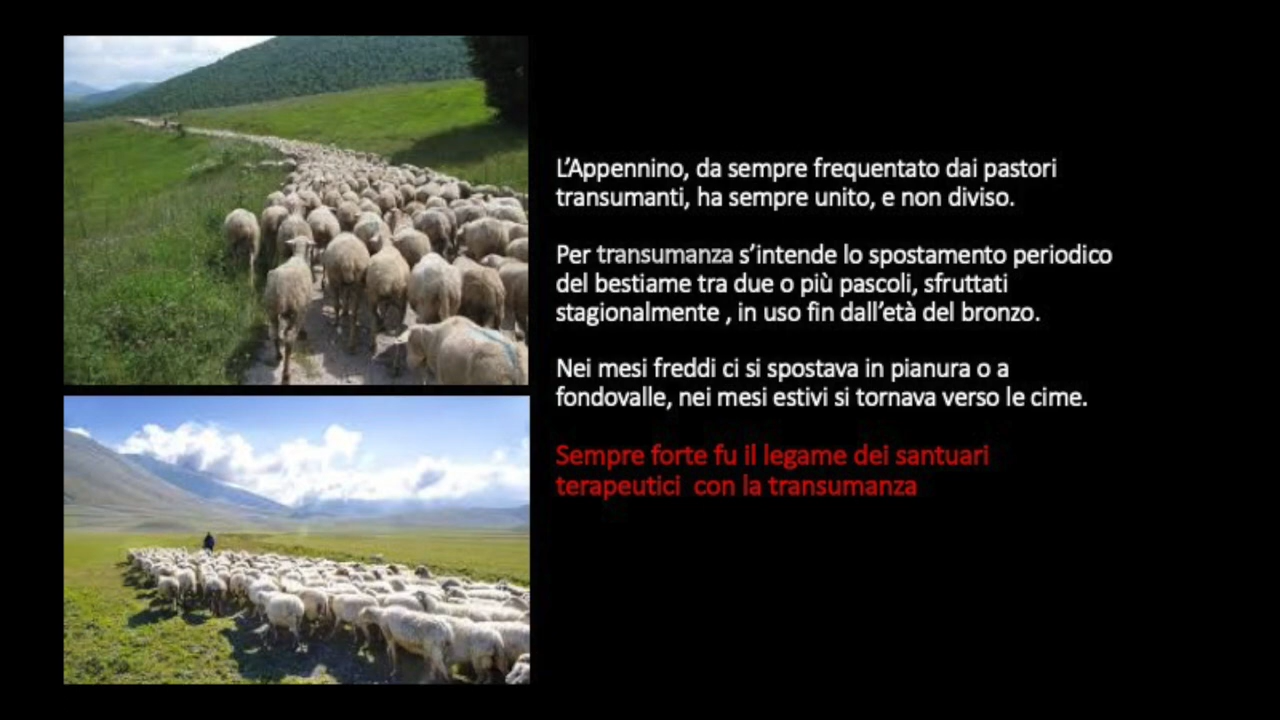 L’Appennino, da sempre frequentato dai pastori
transumanti, ha sempre unito, e non diviso.
Per transumanza s’intende lo spostamento periodico
del bestiame tra due o più pascoli, sfruttati
stagionalmente , in uso fin dall’età del bronzo.
Nei mesi freddi ci si spostava in pianura o a
fondovalle, nei mesi estivi si tornava verso le cime.
Sempre forte fu il legame dei santuari
terapeutici  con la transumanza